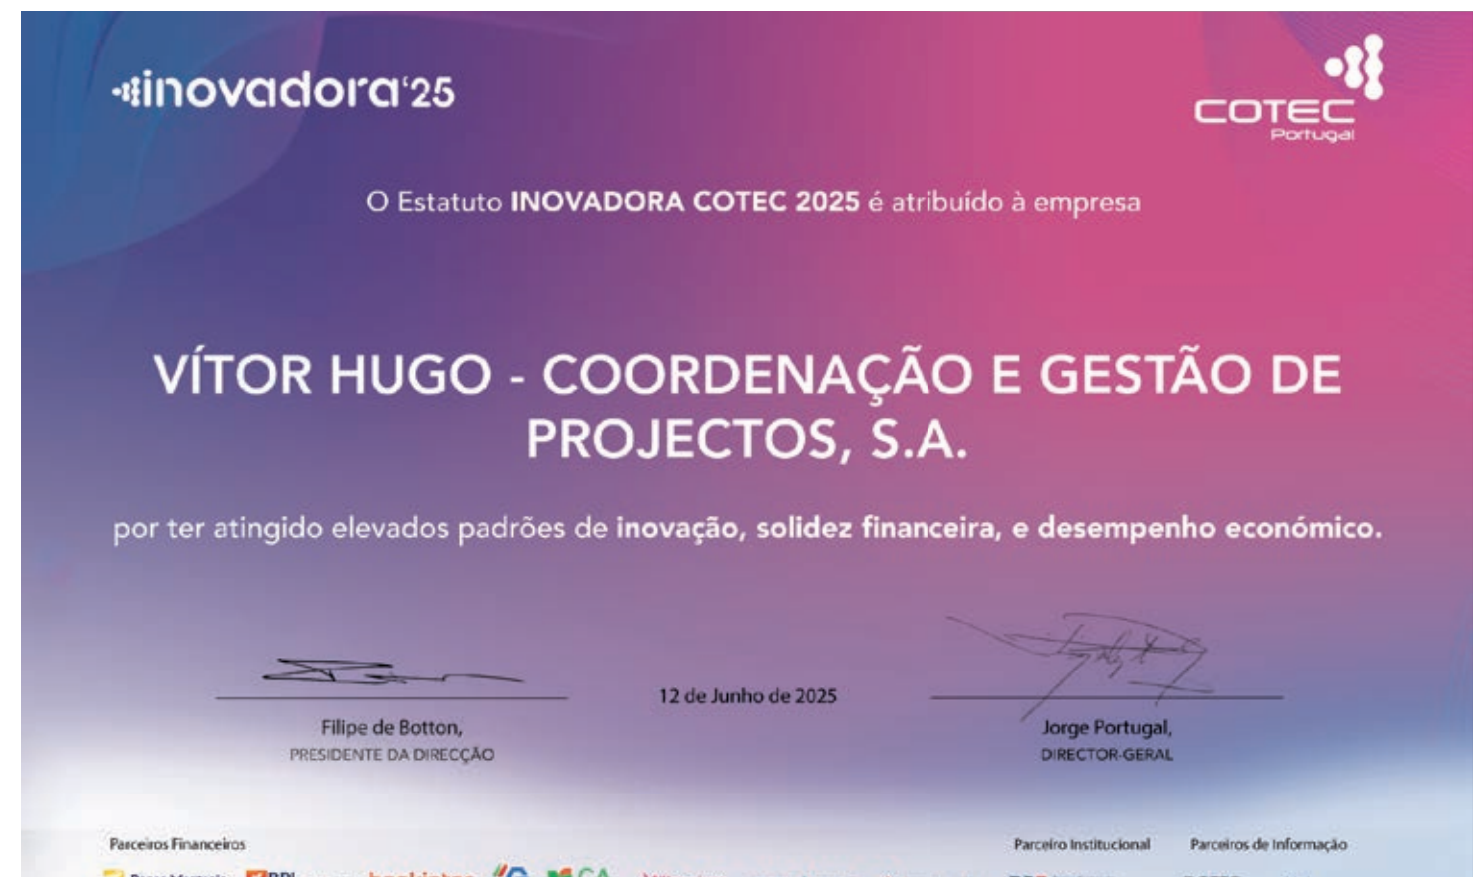 inovadora'25
COTEC
Portugal
O Estatuto INOVADORA COTEC 2025 é atribuído à empresa
VÍTOR HUGO - COORDENAÇÃO E GESTÃO DE
PROJECTOS, S.A.
por ter atingido elevados padrões de inovação, solidez financeira, e desempenho económico.
12 de Junho de 2025
Filipe de Botton,
PRESIDENTE DA DIRECÇÃO
Jorge Portugal,
DIRECTOR-GERAL
Parceiros Financeiros
Parceiro Institucional
Parceiros de Informação